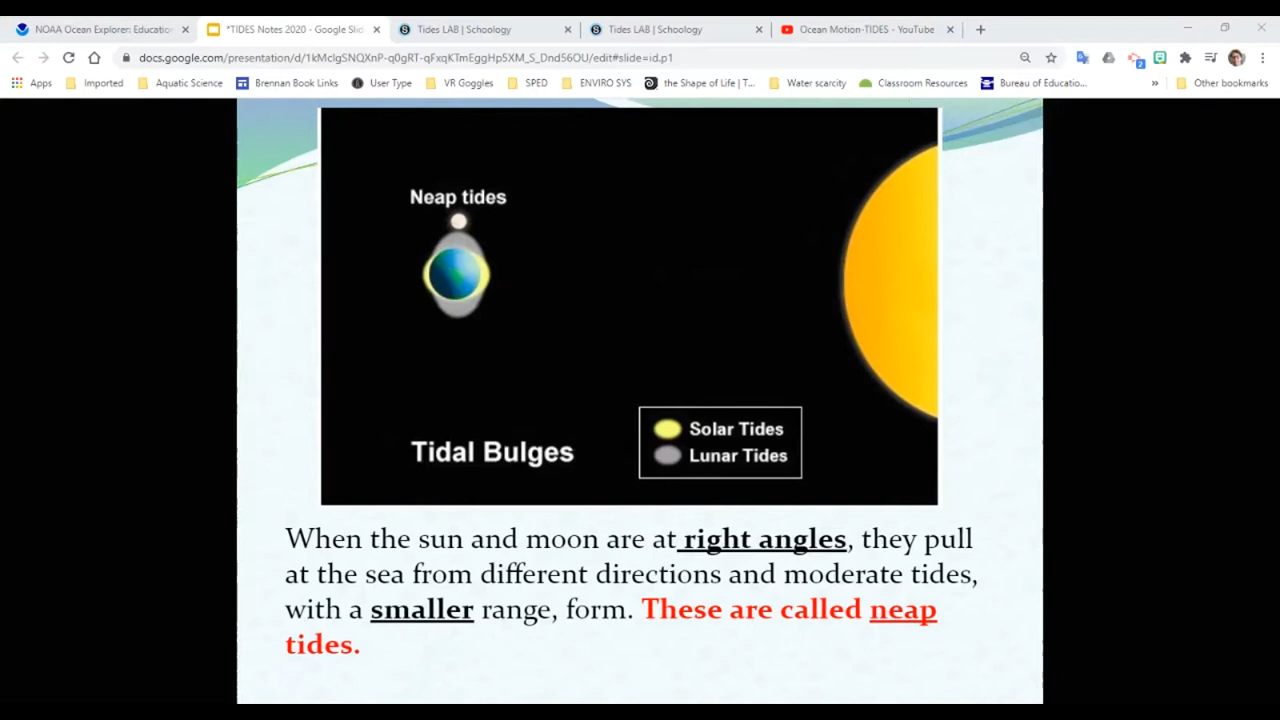 NOAA Ocean Explorer: Education
*TIDES Notes 2020 - Google Slid
Tides LAB | Schoology
Tides LAB | Schoology
Ocean Motion-TIDES - YouTube
docs.google.com/presentation/d/1kMclgSNQXnP-q0gRT-qFxqKTmEggHp5XM_S_Dnd56OU/edit#slide=id.p1
Apps Imported Aquatic Science Brennan Book Links User Type VR Goggles SPED ENVIRO SYS the Shape of Life | T... Water scarcity Classroom Resources Bureau of Educatio... » Other bookmarks
Neap tides
Solar Tides
Lunar Tides
Tidal Bulges
When the sun and moon are at right angles, they pull
at the sea from different directions and moderate tides,
with a smaller range, form. These are called neap
tides.